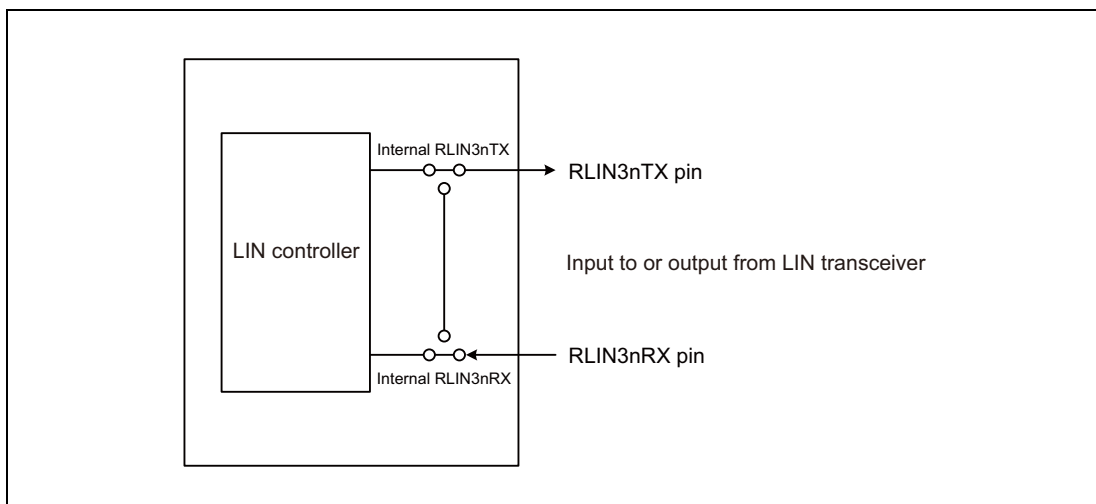 Internal RLIN3nTX
RLIN3nTX pin
LIN controller
Input to or output from LIN transceiver
RLIN3nRX pin
Internal RLIN3nRX